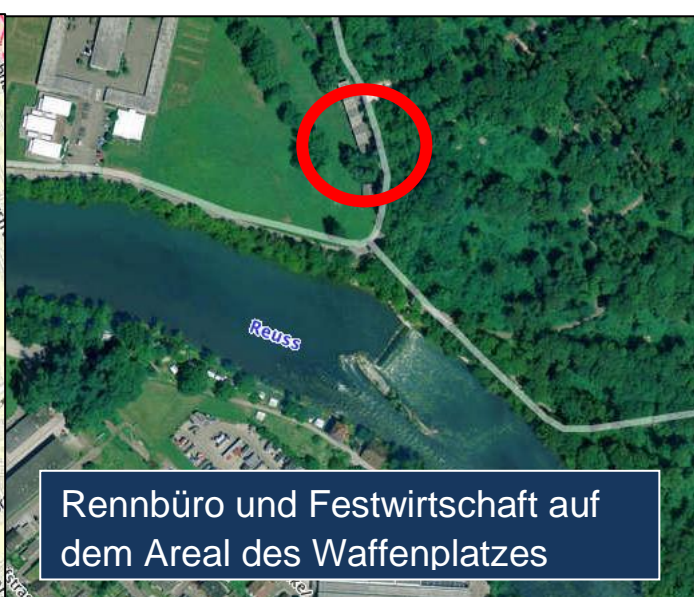 Reuss
Rennbüro und Festwirtschaft auf
dem Areal des Waffenplatzes